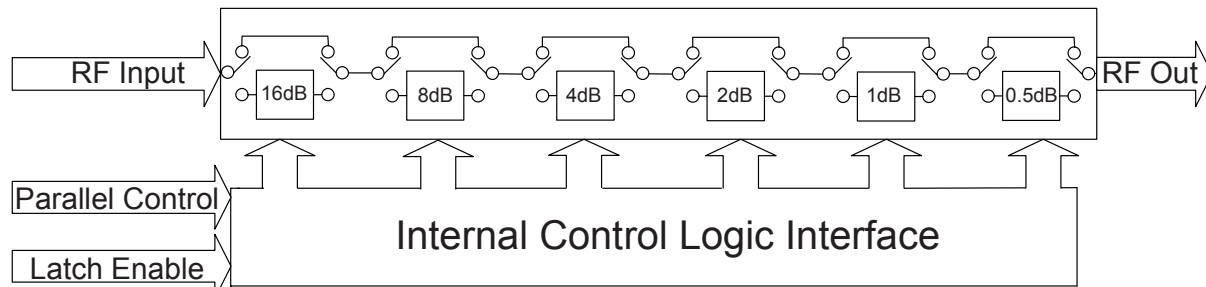 RF Input
16dB
8dB
4dB
2dB
1dB
0.5dB
RF Out
Parallel Control
Internal Control Logic Interface
Latch Enable